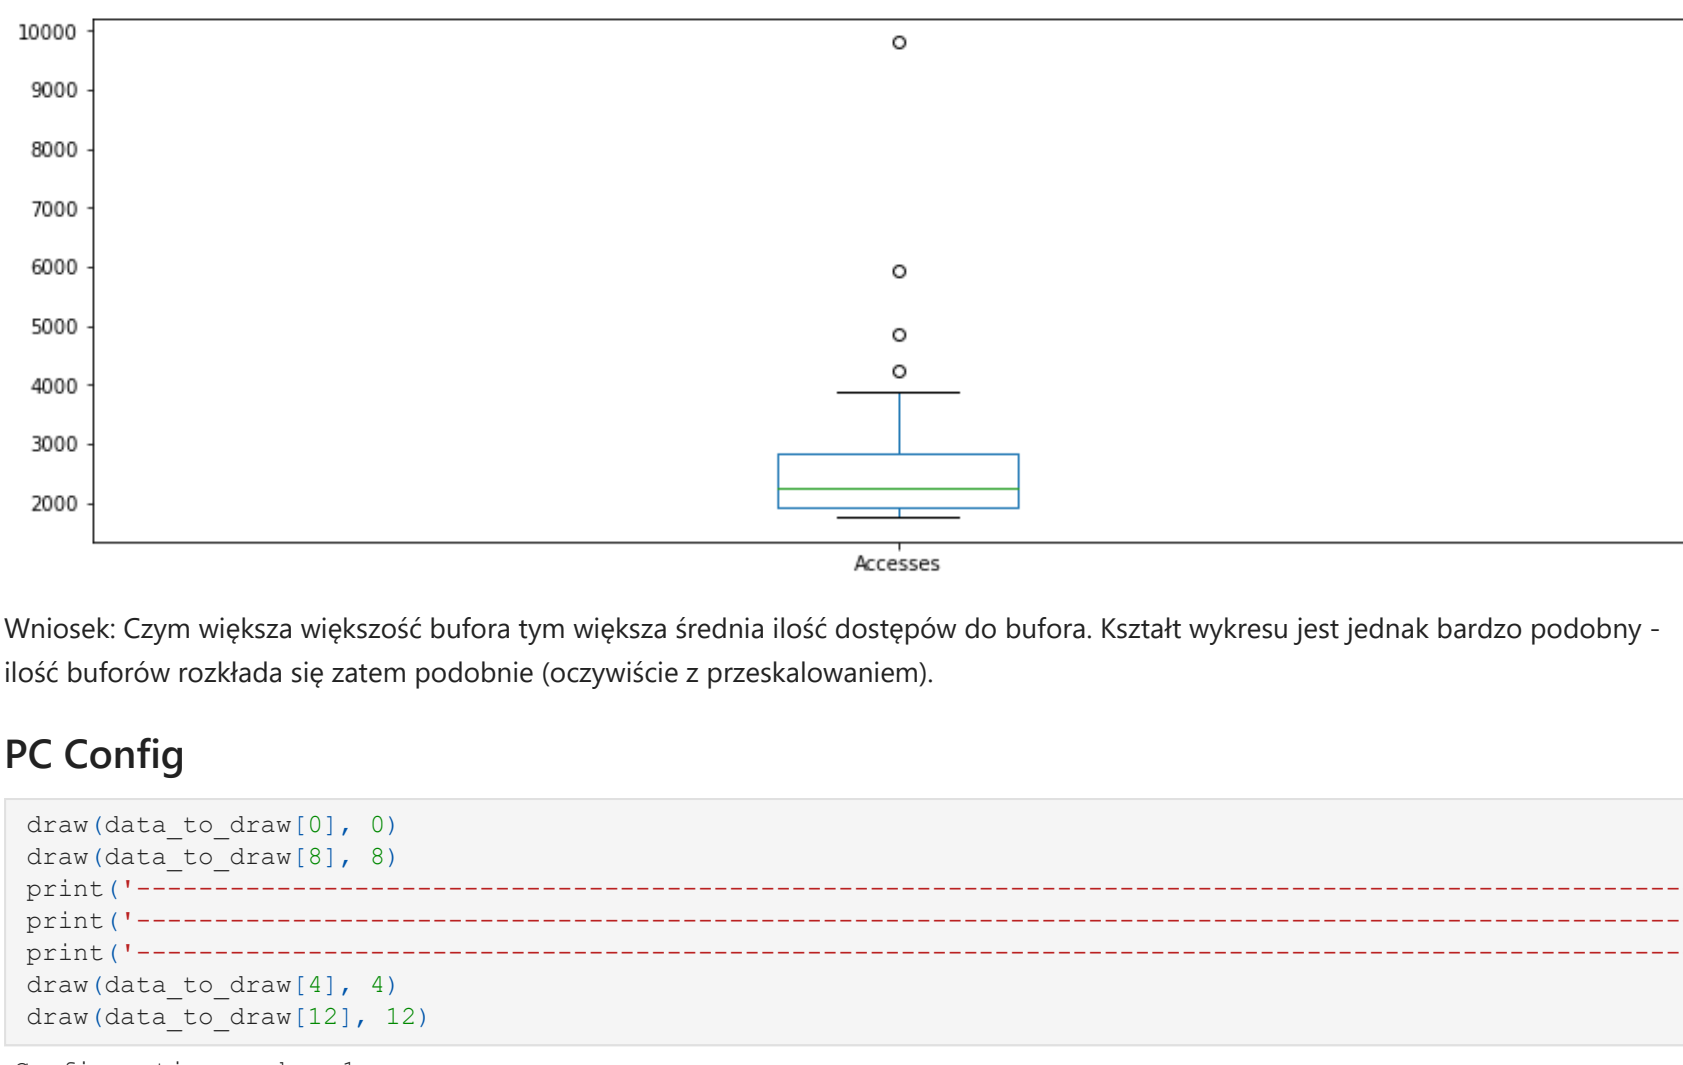 10000
9000
8000
7000
6000
5000
4000
3000
2000
Accesses
Wniosek: Czym większa większość bufora tym większa średnia ilość dostępów do bufora. Kształt wykresu jest jednak bardzo podobny -
ilość buforów rozkłada się zatem podobnie (oczywiście z przeskalowaniem).
PC Config
draw(data_to_draw[0], 0)
draw(data_to_draw[8], 8)
print('----------------------------------------------------------------------------------------------------
print('----------------------------------------------------------------------------------------------------
print('----------------------------------------------------------------------------------------------------
draw(data_to_draw[4], 4)
draw(data_to_draw[12], 12)